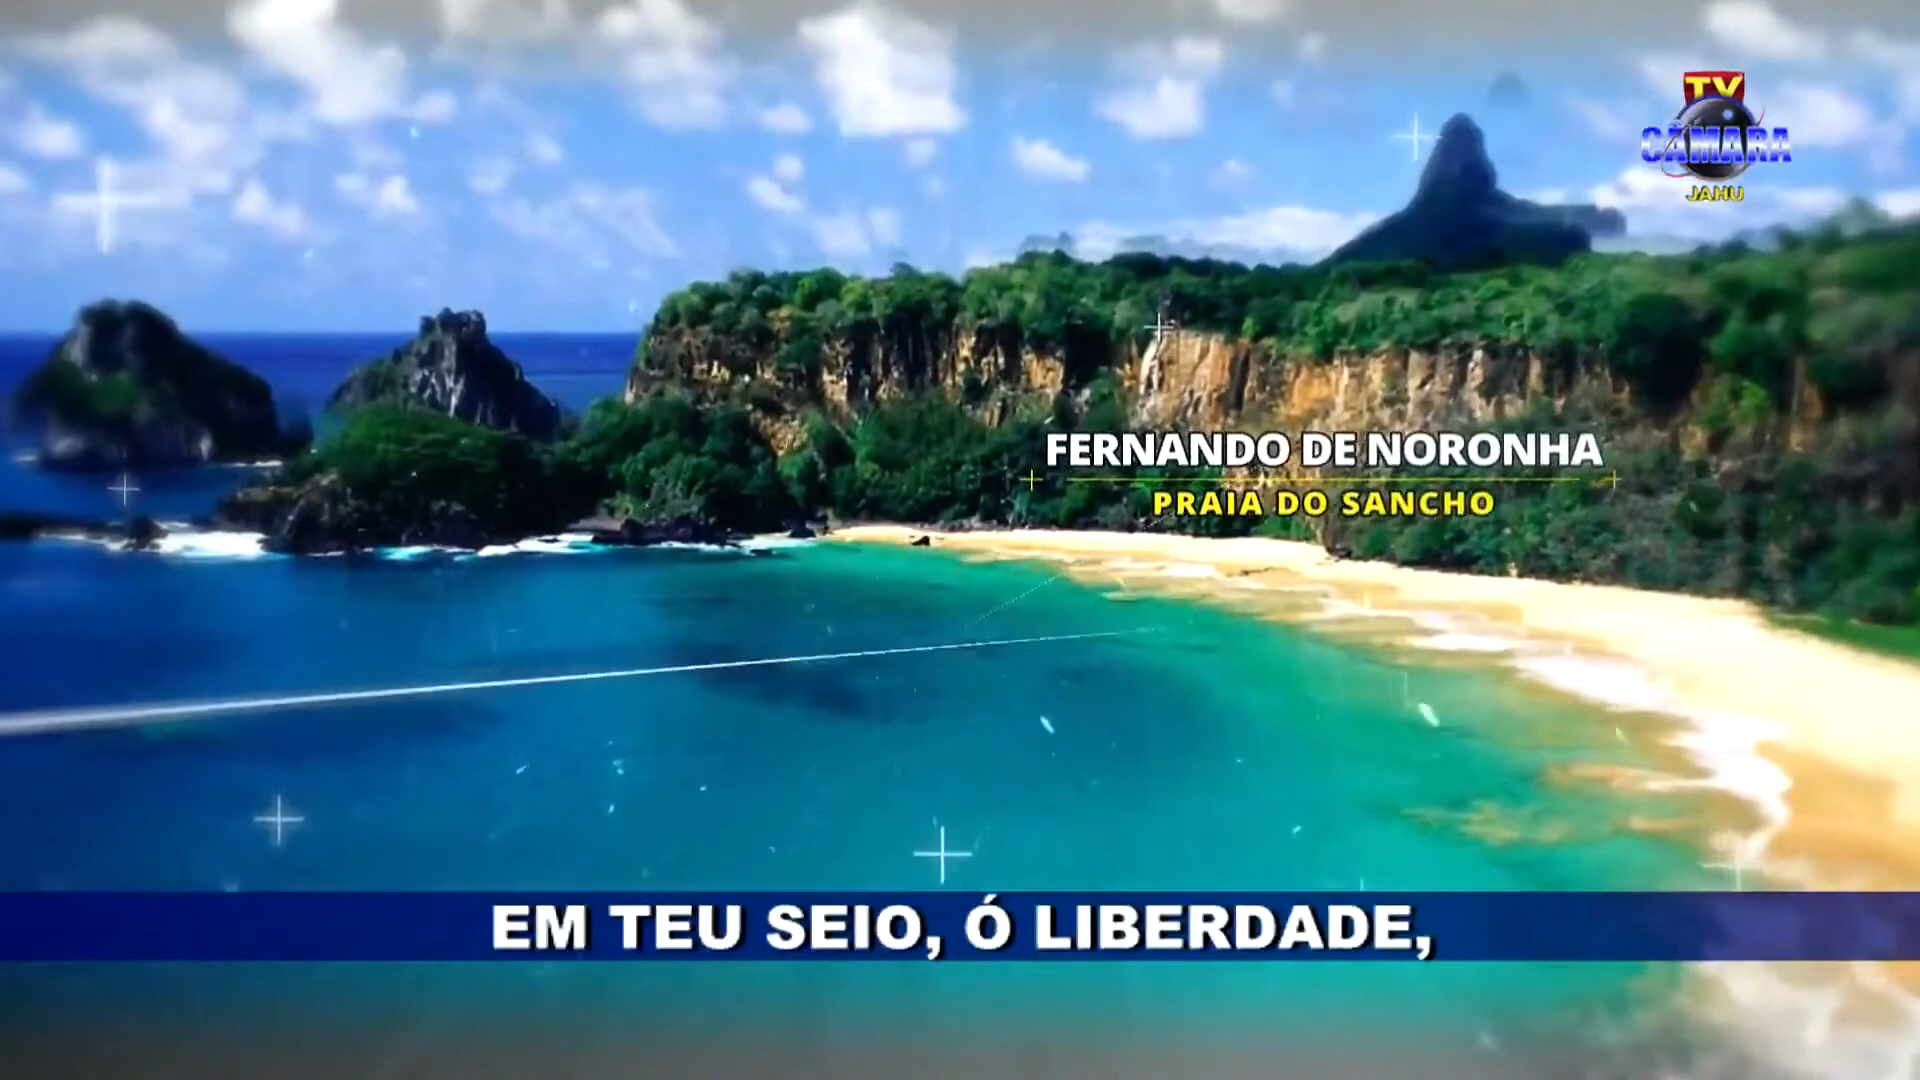 TV
CÂMARA
JAHU
FERNANDO DE NORONHA
PRAIA DO SANCHO
EM TEU SEIO, Ó LIBERDADE,